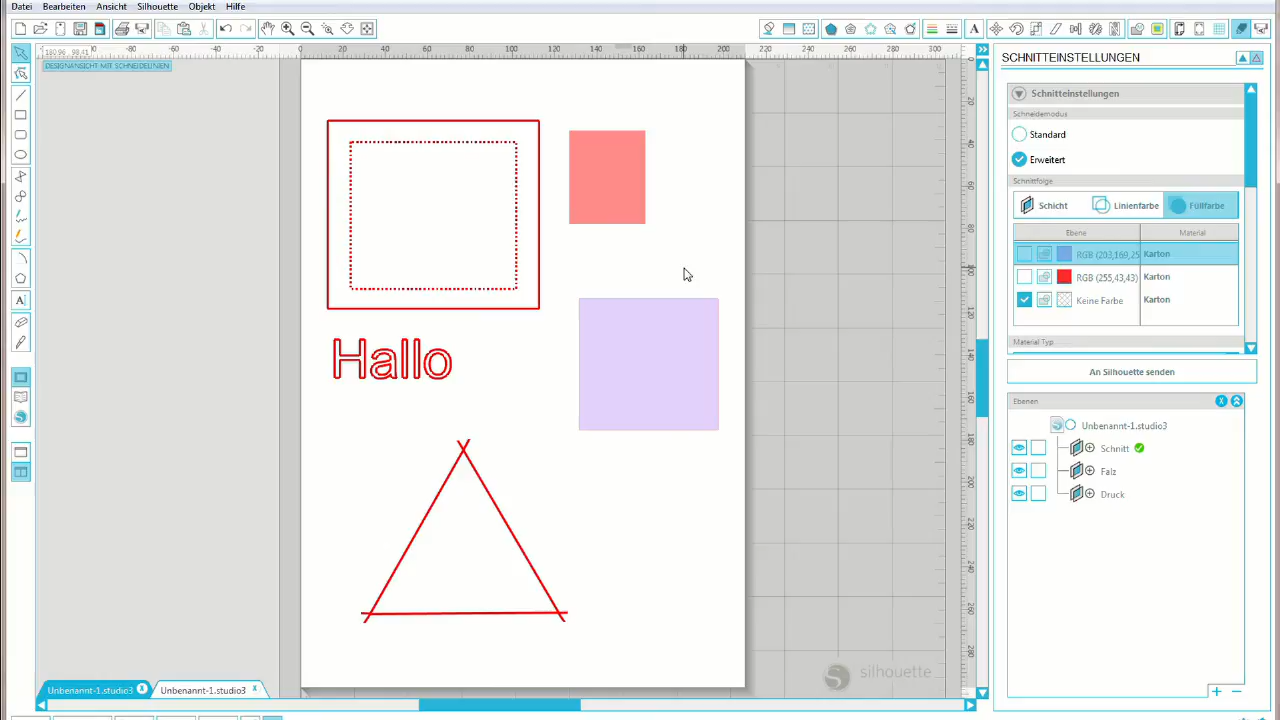 Datei Bearbeiten Ansicht Silhouette Objekt Hilfe
SCHNITTEINSTELLUNGEN
DESIGNANSICHT MIT SCHNEIDELINIEN
Schnitteinstellungen
Schneidemodus
Standard
Erweitert
Schnittfolge
Schicht Linienfarbe Füllfarbe
Ebene Material
RGB (203,169,25 Karton
RGB (255,43,43) Karton
Keine Farbe Karton
Material Typ
An Silhouette senden
Ebenen
Unbenannt-1.studio3
Schnitt
Falz
Druck
Hallo
silhouette
Unbenannt-1.studio3 Unbenannt-1.studio3